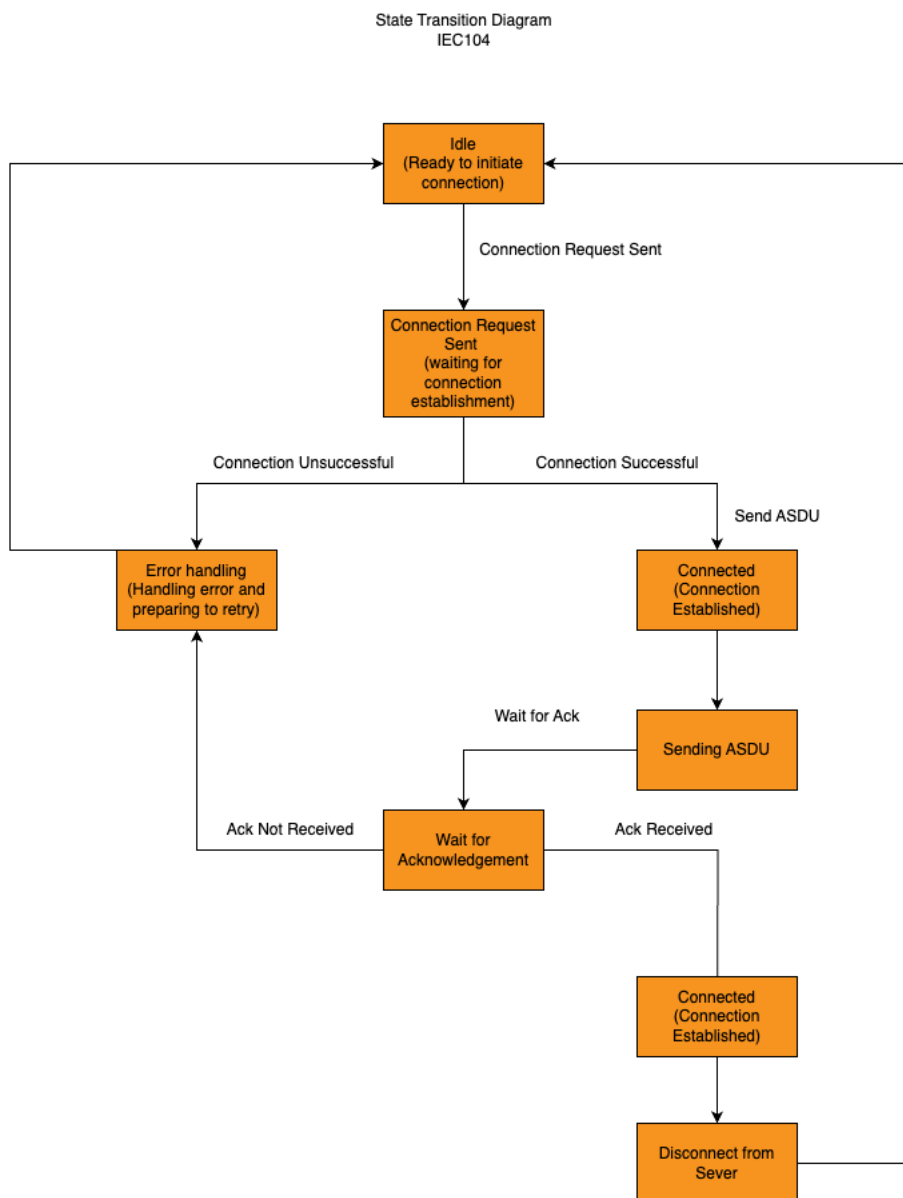 State Transition Diagram
IEC104
Idle
(Ready to initiate
connection)
Connection Request Sent
Connection Request
Sent
(waiting for
connection
establishment)
Connection Unsuccessful
Connection Successful
Send ASDU
Error handling
(Handling error and
preparing to retry)
Connected
(Connection
Established)
Wait for Ack
Sending ASDU
Ack Not Received
Wait for
Acknowledgement
Ack Received
Connected
(Connection
Established)
Disconnect from
Sever